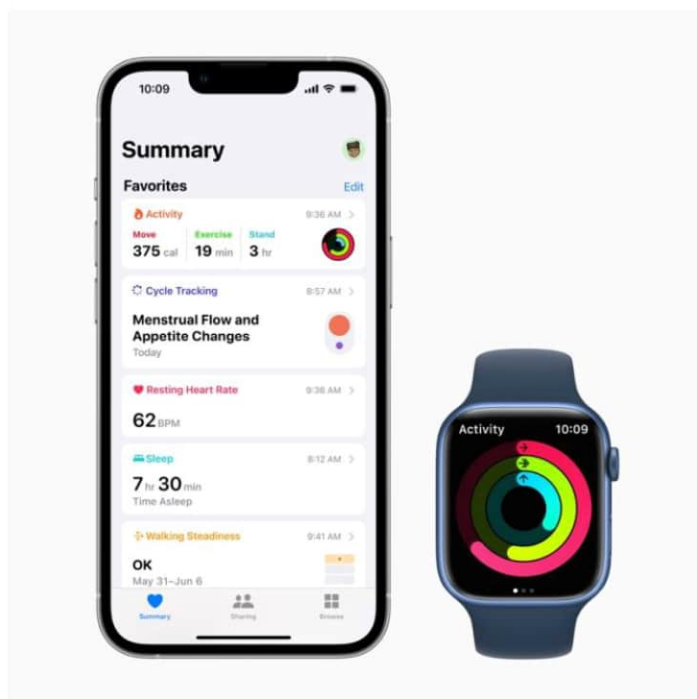 10:09
Summary
Favorites
Edit
Activity
9:36 AM
Move
Exercise
Stand
375 cal
19 min
3 hr
Cycle Tracking
8:57 AM
Menstrual Flow and
Appetite Changes
Today
Resting Heart Rate
9:36 AM
62 BPM
Sleep
8:12 AM
7 hr 30 min
Time Asleep
Walking Steadiness
9:41 AM
OK
May 31–Jun 6
Summary
Sharing
Browse
Activity
10:09